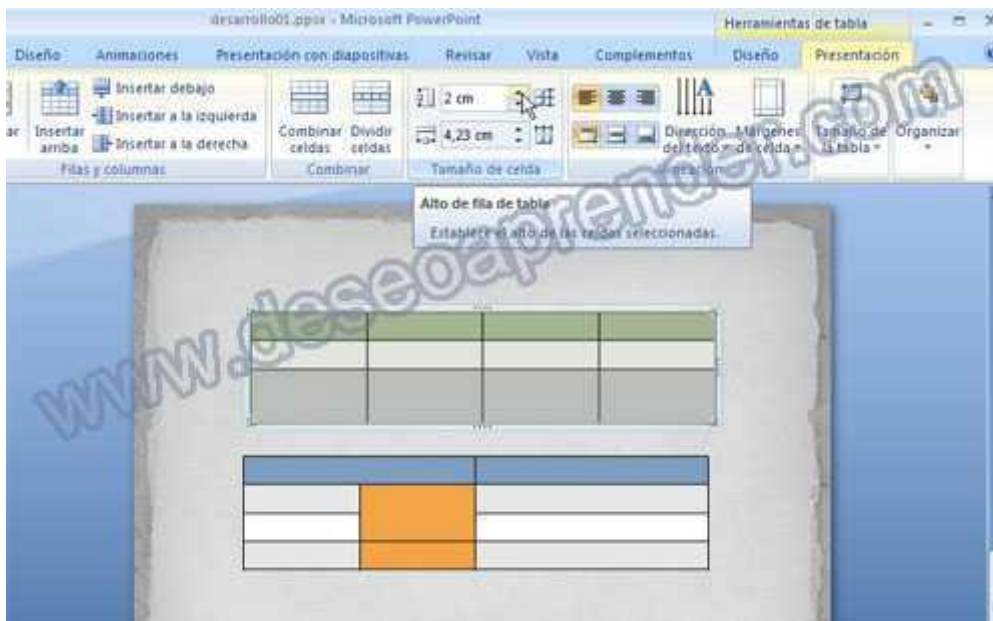 desarrollo01.ppsx - Microsoft PowerPoint
Herramientas de tabla
Diseño Animaciones Presentación con diapositivas Revisar Vista Complementos Diseño Presentación
Insertar arriba
Insertar debajo
Insertar a la izquierda
Insertar a la derecha
Filas y columnas
Combinar celdas
Dividir celdas
Combinar
2 cm
4,23 cm
Tamaño de celda
Dirección del texto
Márgenes de celda
Alineación
Tamaño de la tabla
Organizar
Alto de fila de tabla
Establece el alto de las celdas seleccionadas.
www.deseoaprender.com